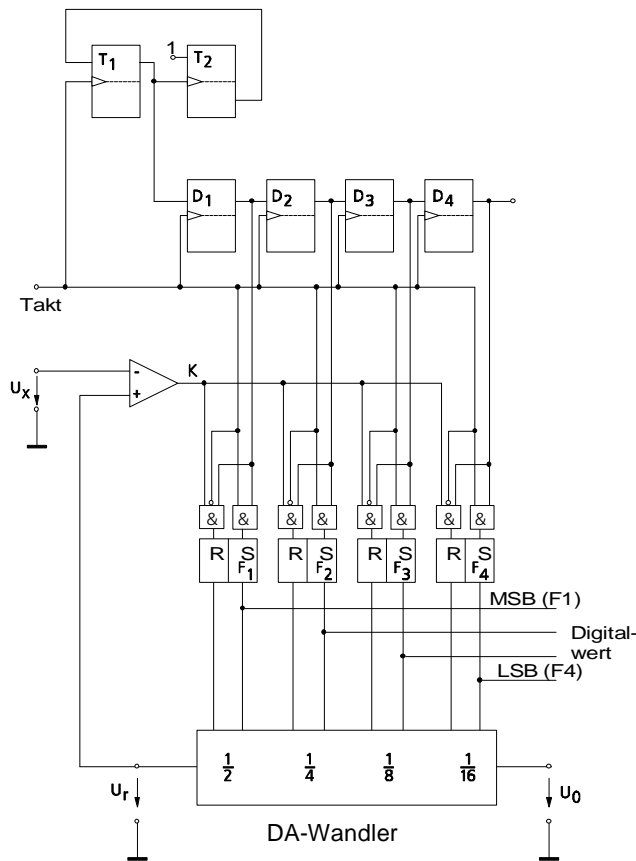 T1
1
T2
D1
D2
D3
D4
Takt
K
-
+
Ux
& & & & & & & &
R S R S R S R S
F1 F2 F3 F4
MSB (F1)
Digital-
wert
LSB (F4)
1/2 1/4 1/8 1/16
Ur
U0
DA-Wandler